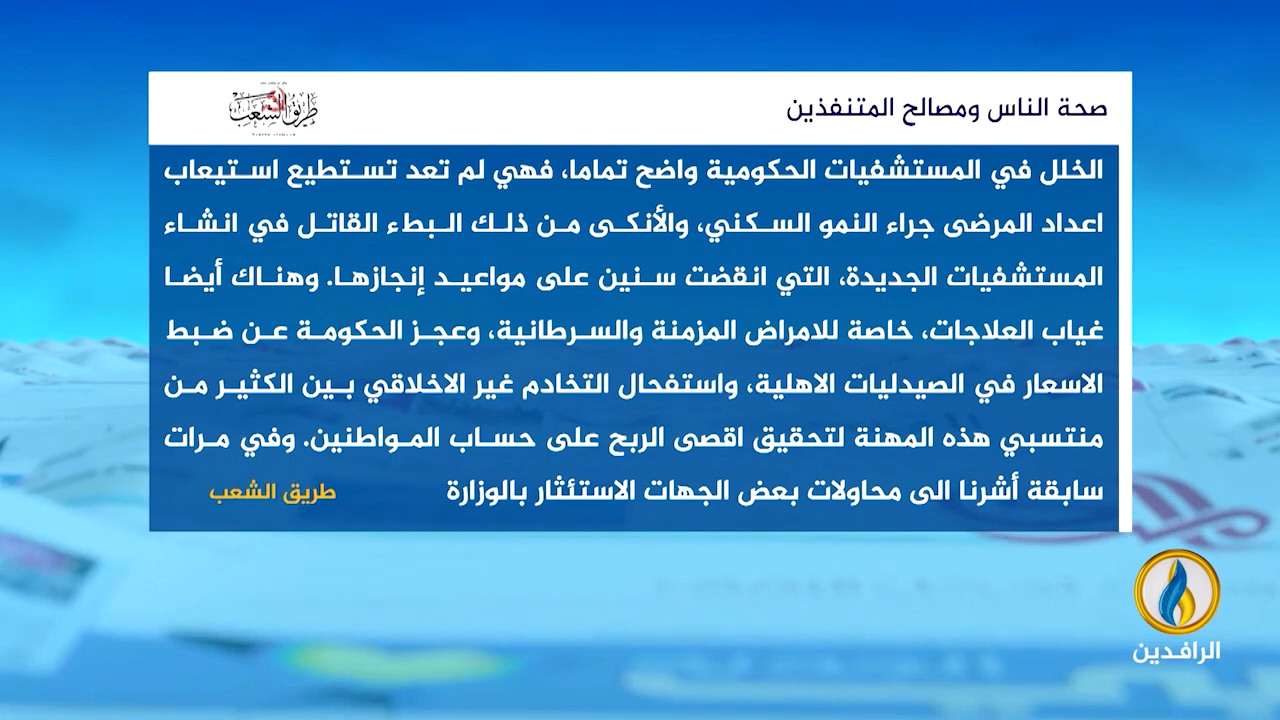 صحة الناس ومصالح المتنفذين
طريق الشعب
الخلل في المستشفيات الحكومية واضح تماما، فهي لم تعد تستطيع استيعاب
اعداد المرضى جراء النمو السكني، والأنكى من ذلك البطء القاتل في انشاء
المستشفيات الجديدة، التي انقضت سنين على مواعيد إنجازها. وهناك أيضا
غياب العلاجات، خاصة للامراض المزمنة والسرطانية، وعجز الحكومة عن ضبط
الاسعار في الصيدليات الاهلية، واستفحال التخادم غير الاخلاقي بين الكثير من
منتسبي هذه المهنة لتحقيق اقصى الربح على حساب المواطنين. وفي مرات
سابقة أشرنا الى محاولات بعض الجهات الاستئثار بالوزارة
طريق الشعب
الرافدين